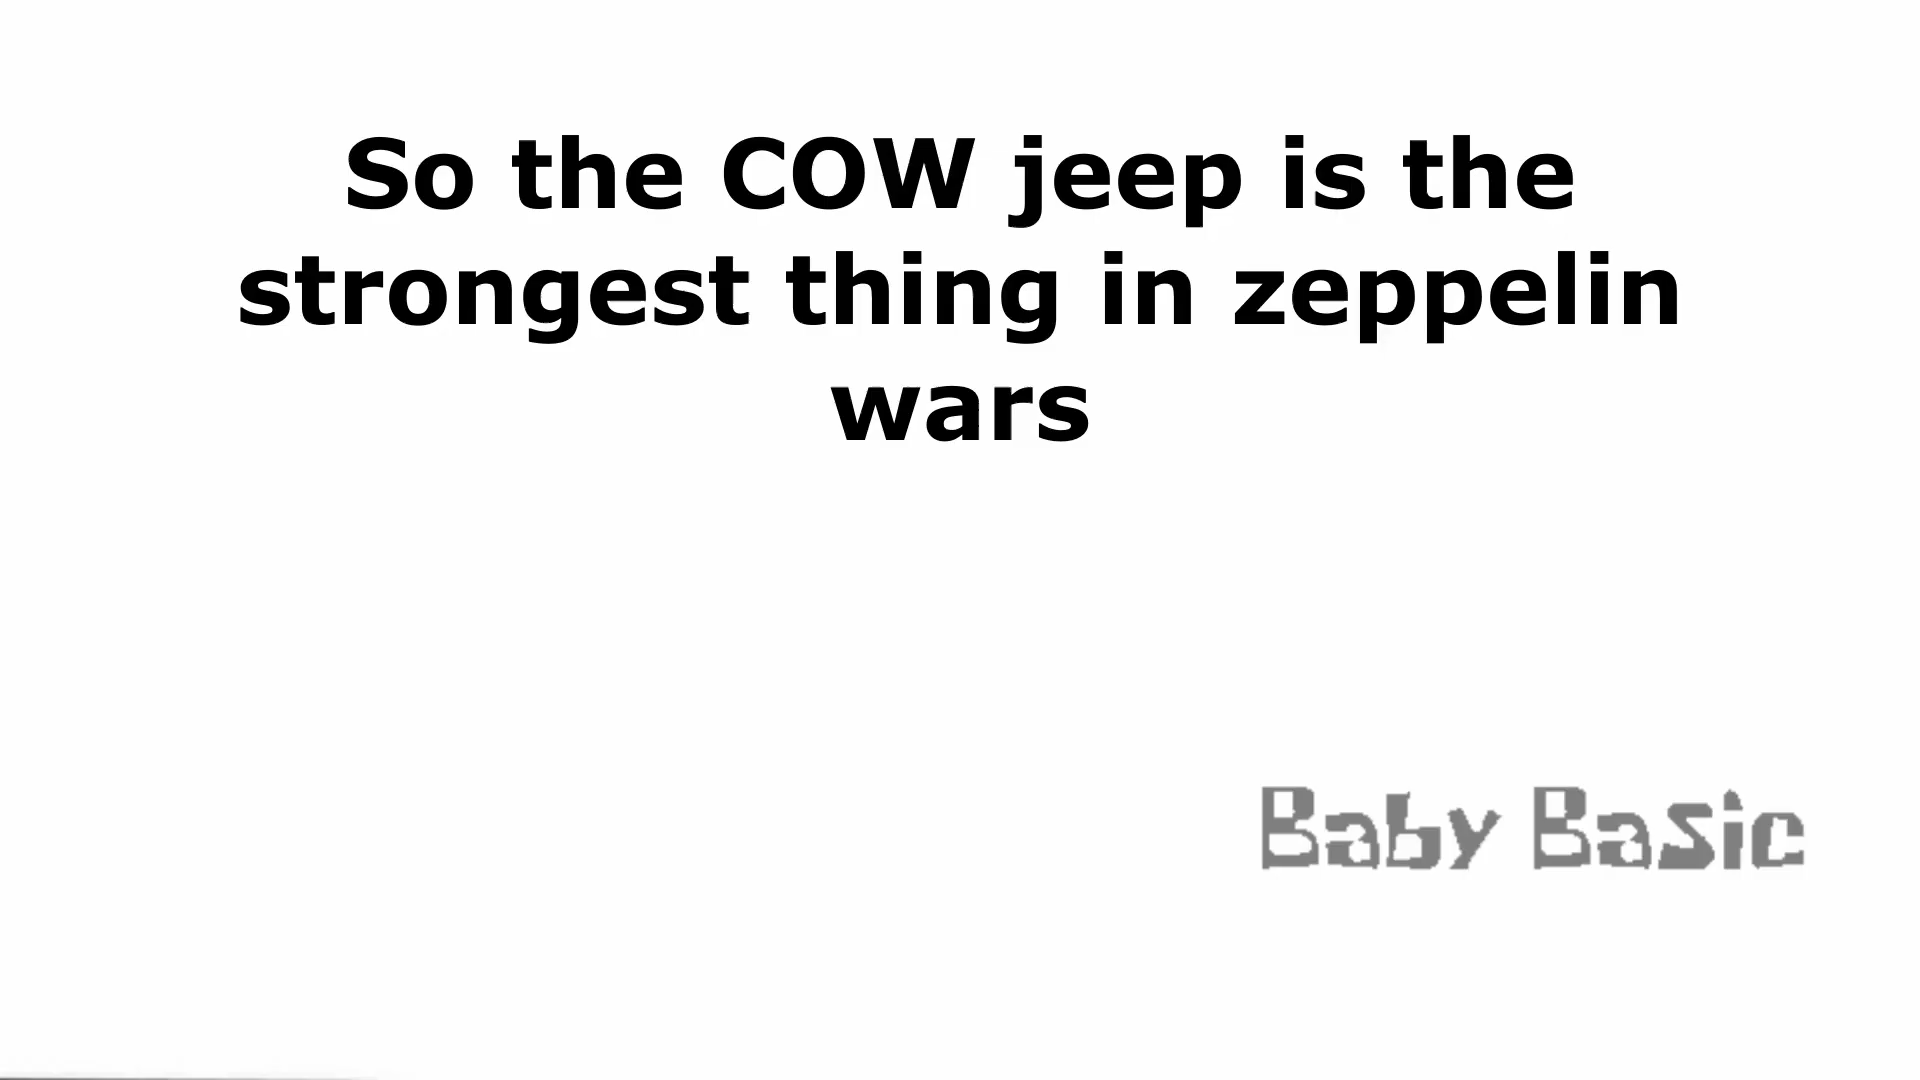 So the COW jeep is the
strongest thing in zeppelin
wars
Baby Basic